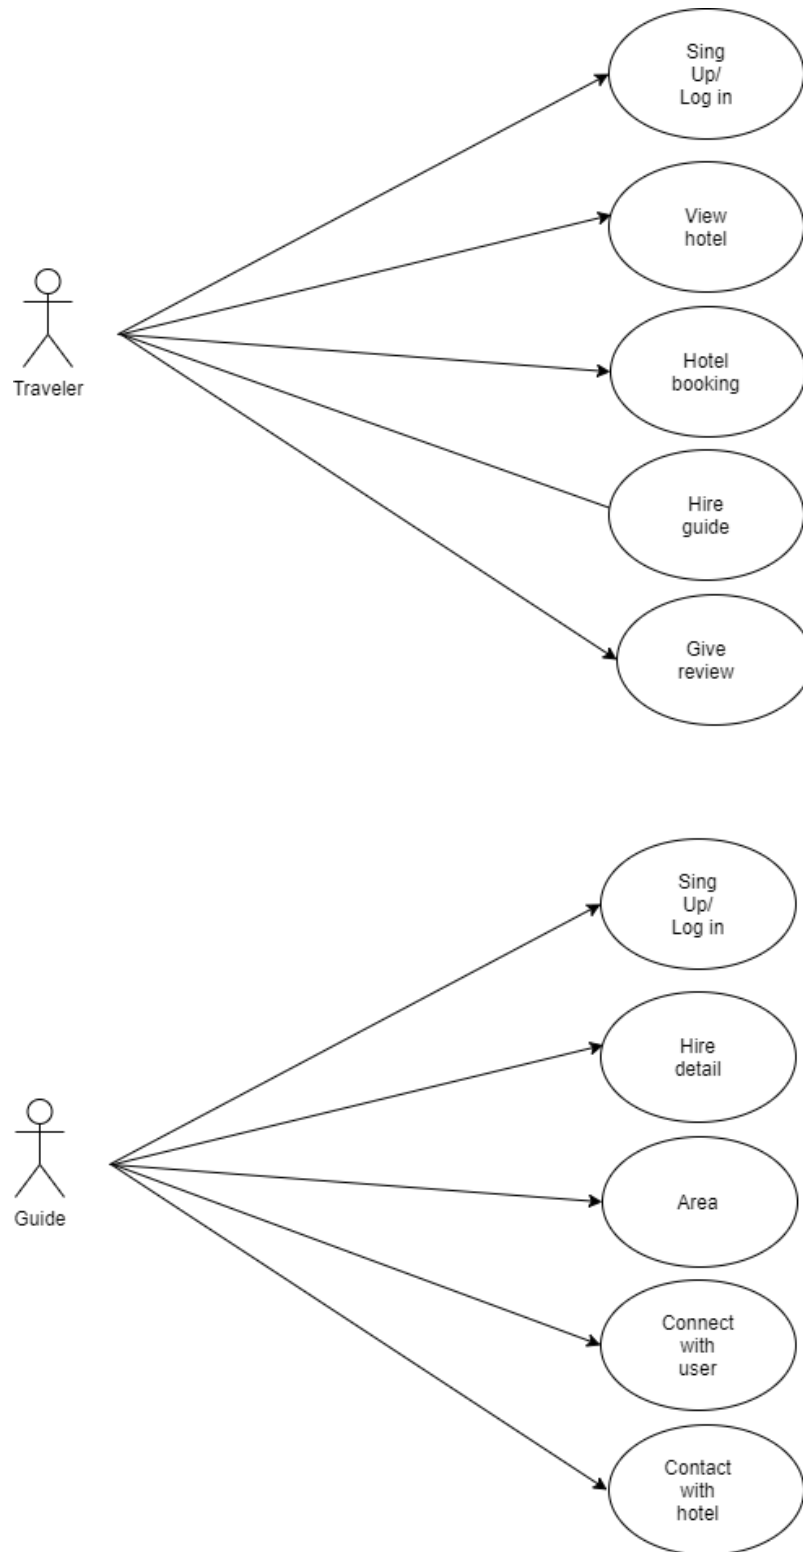 Sing
Up/
Log in
View
hotel
Traveler
Hotel
booking
Hire
guide
Give
review
Sing
Up/
Log in
Hire
detail
Guide
Area
Connect
with
user
Contact
with
hotel